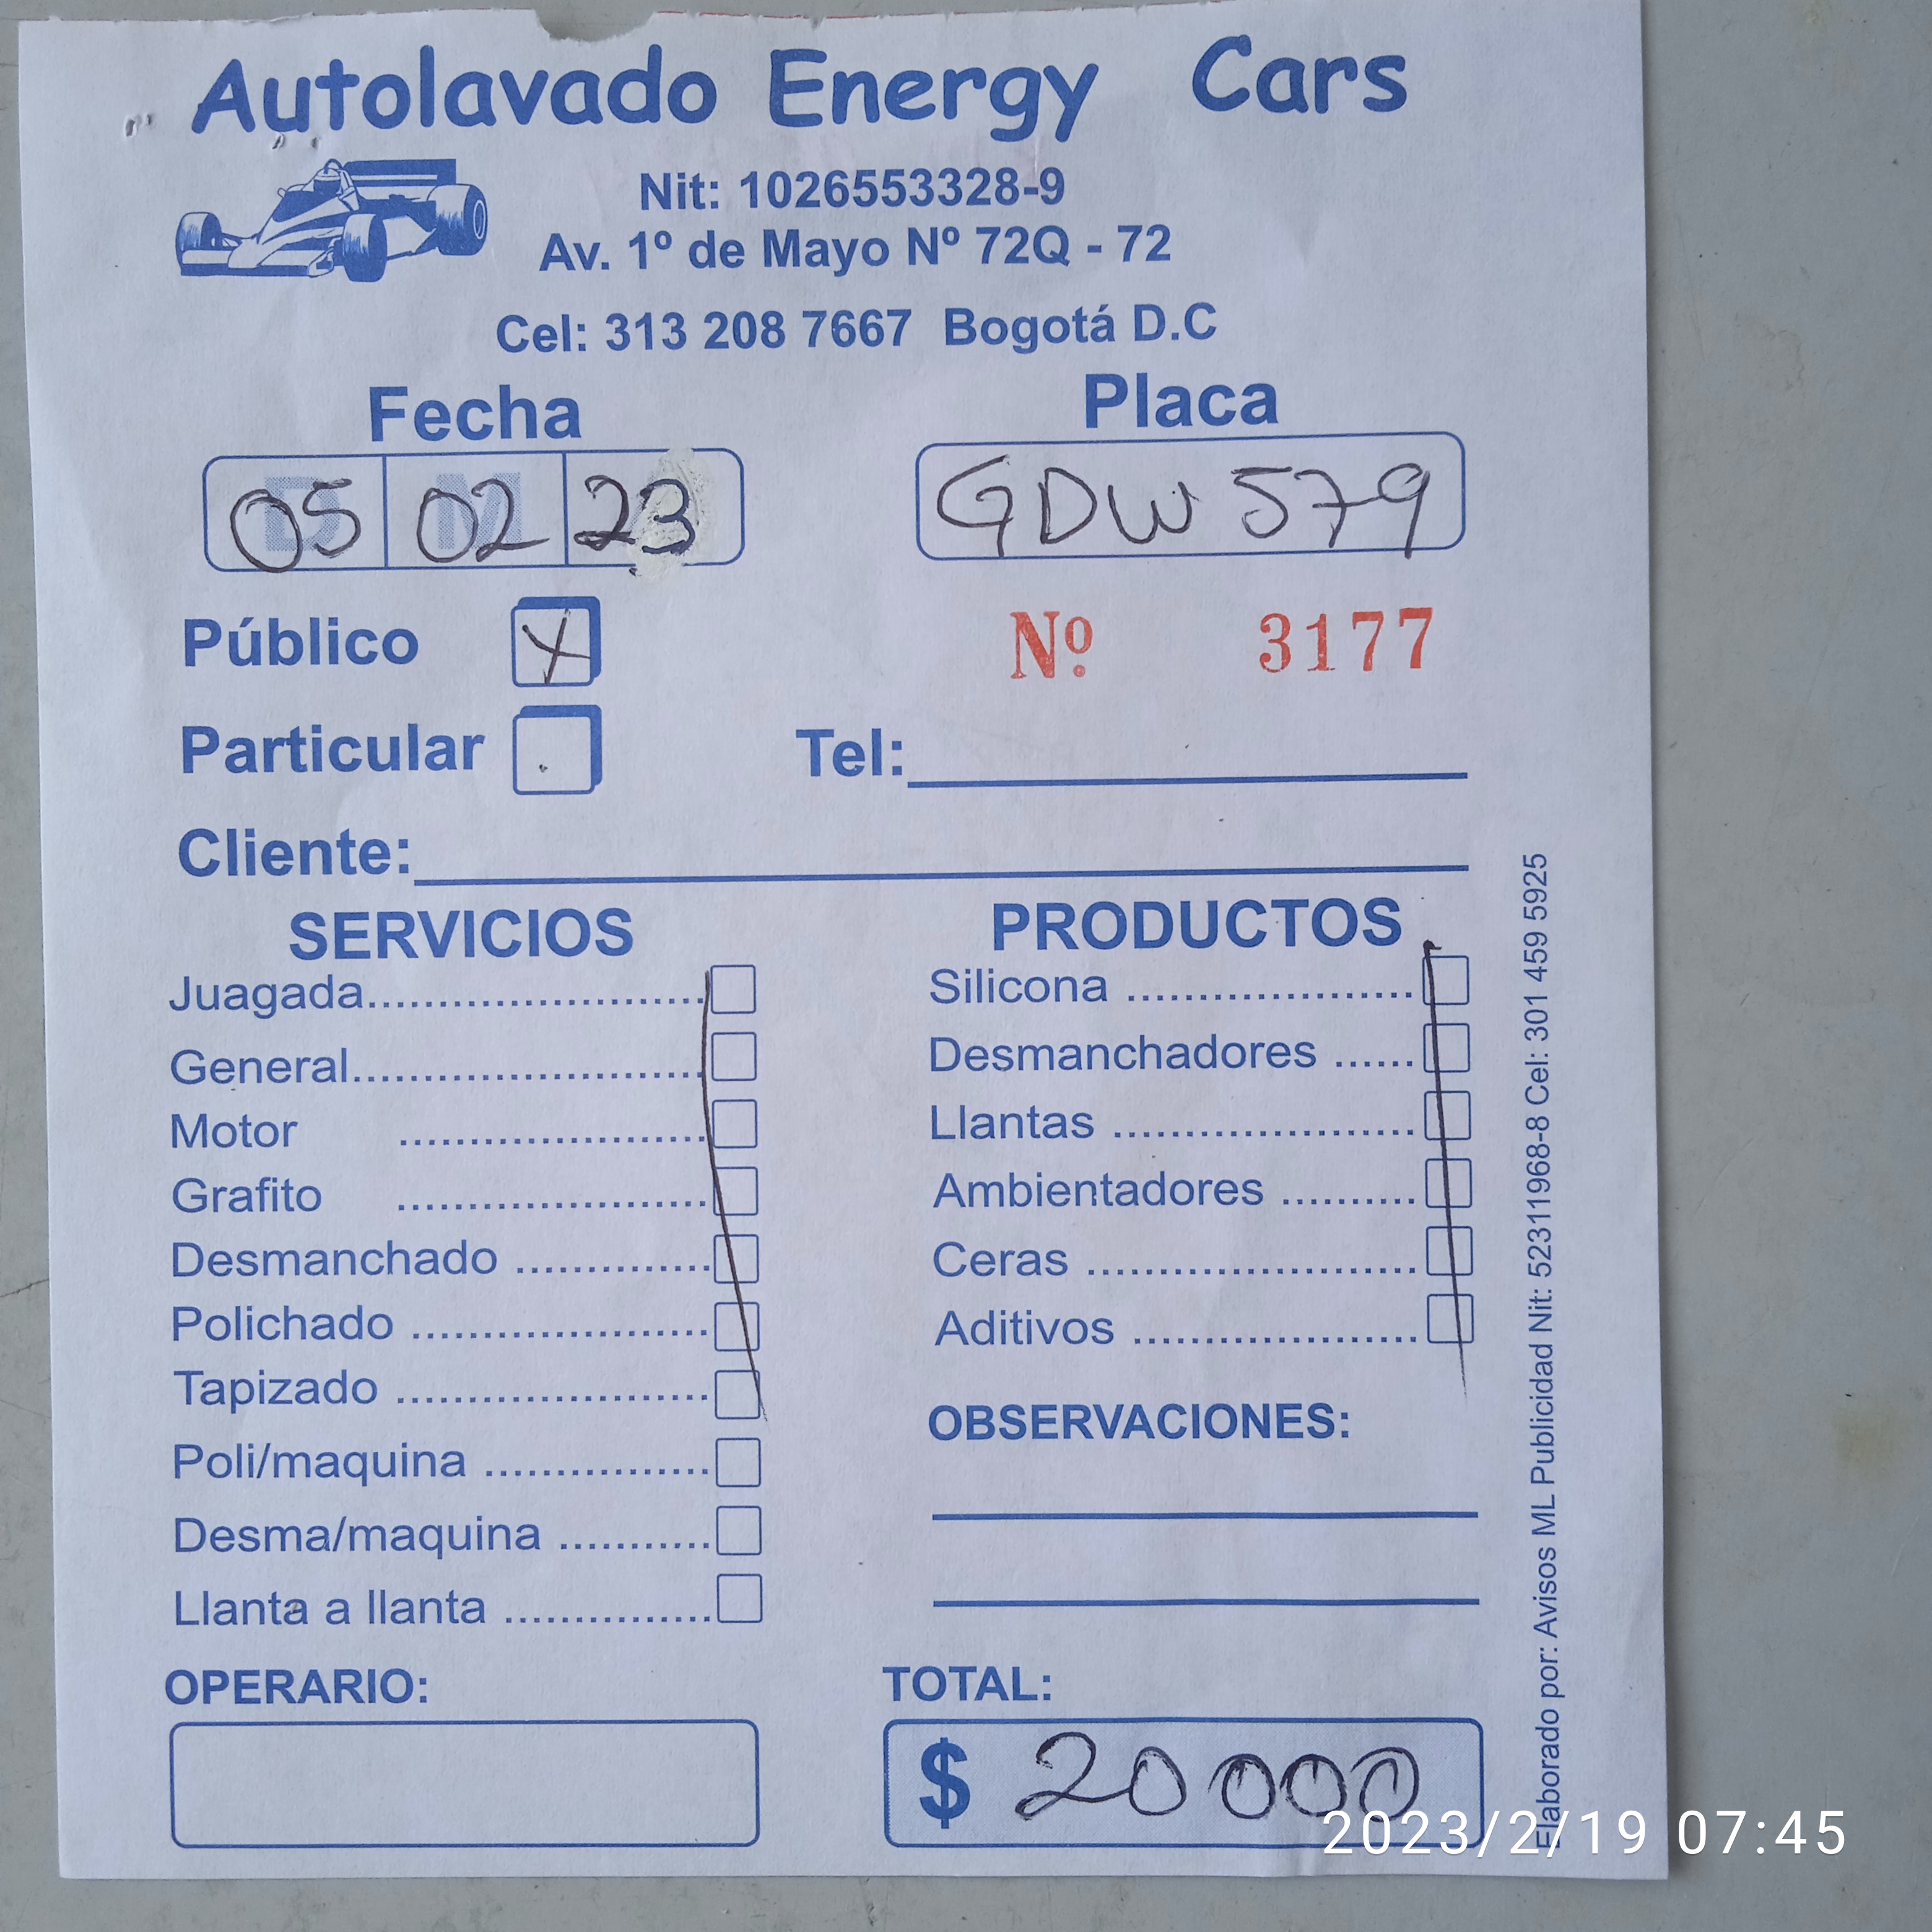 Autolavado Energy Cars
Nit: 1026553328-9
Av. 1º de Mayo Nº 72Q - 72
Cel: 313 208 7667 Bogotá D.C
Fecha
05 02 23
Placa
GDW 579
Público X
Nº 3177
Particular
Tel:
Cliente:
SERVICIOS
Juagada
General
Motor
Grafito
Desmanchado
Polichado
Tapizado
Poli/maquina
Desma/maquina
Llanta a llanta
PRODUCTOS
Silicona
Desmanchadores
Llantas
Ambientadores
Ceras
Aditivos
OBSERVACIONES:
OPERARIO:
TOTAL:
$ 20000
Elaborado por: Avisos ML Publicidad Nit: 52311968-8 Cel: 301 459 5925
2023/2/19 07:45